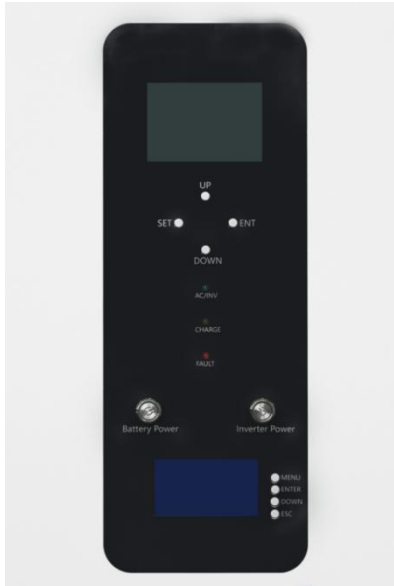 UP
SET ENT
DOWN
AC/INV
CHARGE
FAULT
Battery Power Inverter Power
MENU
ENTER
DOWN
ESC